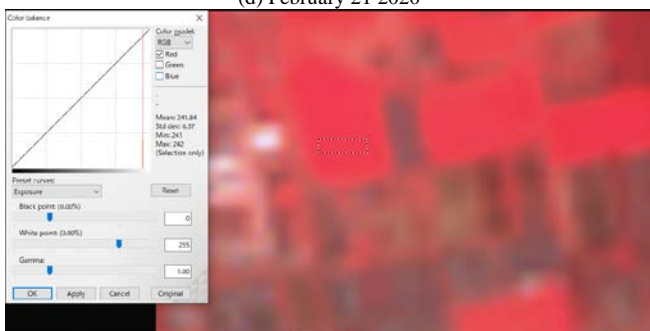 (d) February 21 2020
Color balance
Color model:
RGB
Red
Green
Blue
-
-
Mean: 241.84
Std dev: 6.37
Min: 241
Max: 242
(Selection only)
Preset curves:
Exposure
Reset
Black point: (0.00%)
0
White point: (3.00%)
255
Gamma:
1.00
OK
Apply
Cancel
Original